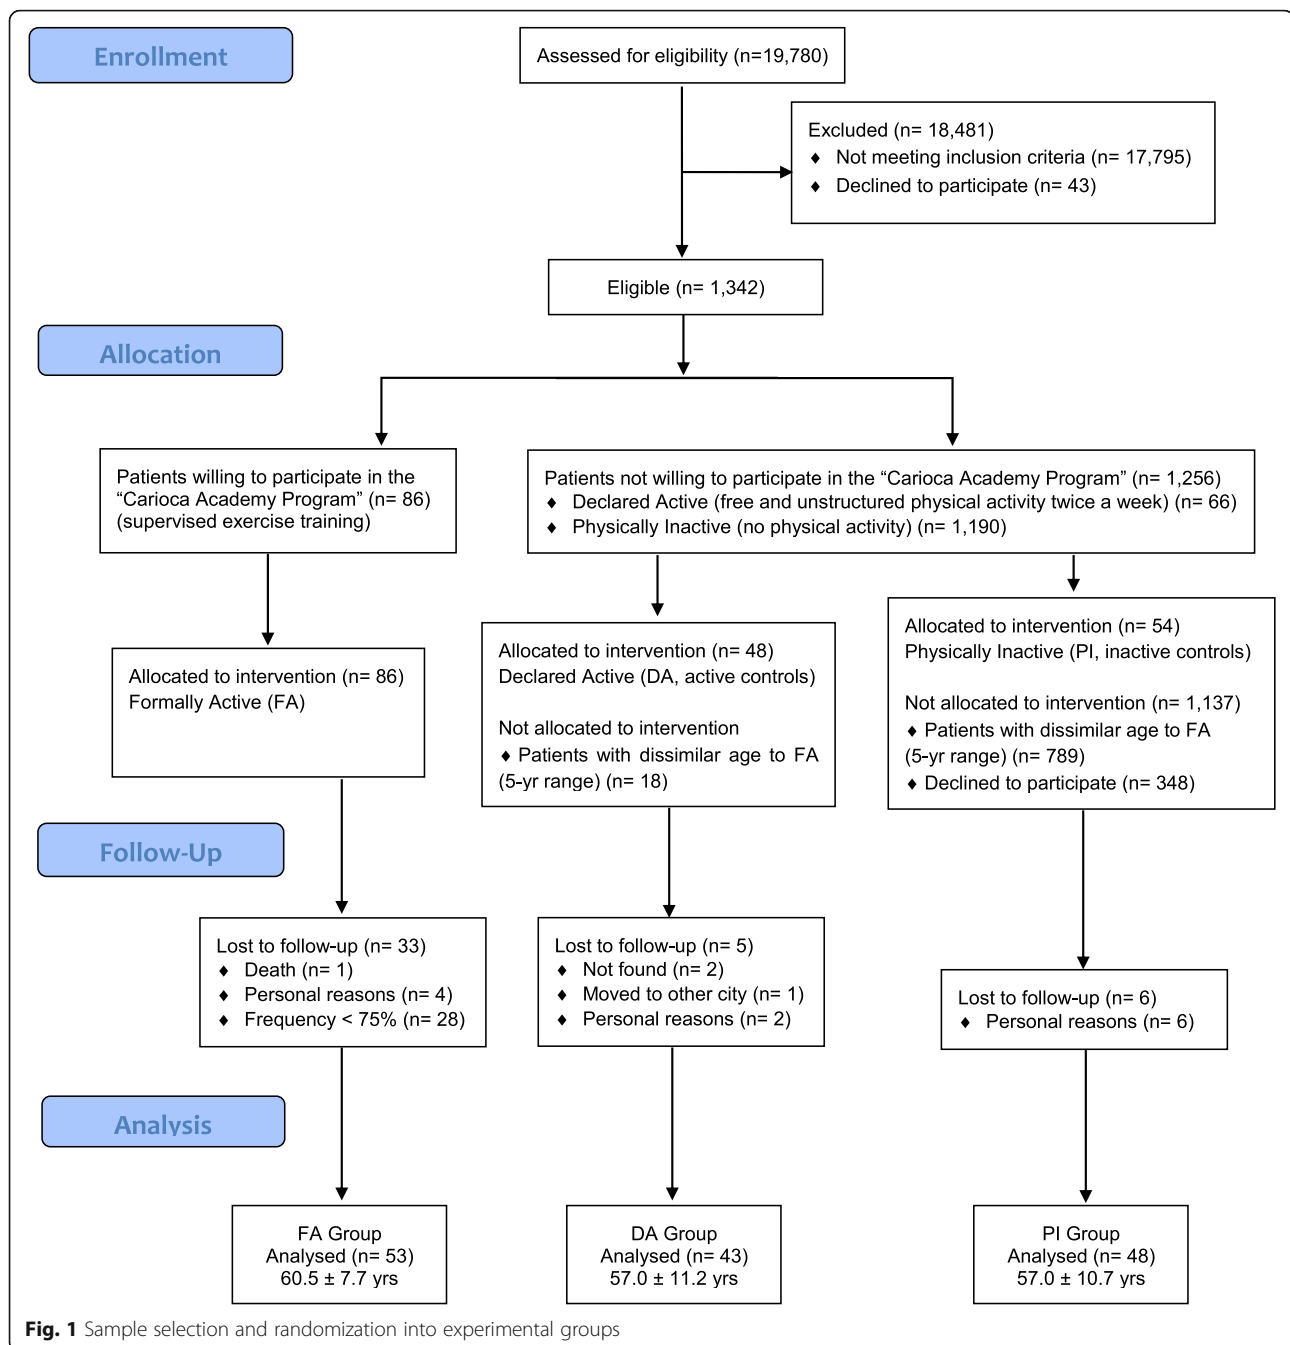 Enrollment
Assessed for eligibility (n=19,780)
Excluded (n= 18,481)
♦ Not meeting inclusion criteria (n= 17,795)
♦ Declined to participate (n= 43)
Eligible (n= 1,342)
Allocation
Patients willing to participate in the
“Carioca Academy Program” (n= 86)
(supervised exercise training)
Patients not willing to participate in the “Carioca Academy Program” (n= 1,256)
♦ Declared Active (free and unstructured physical activity twice a week) (n= 66)
♦ Physically Inactive (no physical activity) (n= 1,190)
Allocated to intervention (n= 86)
Formally Active (FA)
Allocated to intervention (n= 48)
Declared Active (DA, active controls)
Not allocated to intervention
♦ Patients with dissimilar age to FA
(5-yr range) (n= 18)
Allocated to intervention (n= 54)
Physically Inactive (PI, inactive controls)
Not allocated to intervention (n= 1,137)
♦ Patients with dissimilar age to FA
(5-yr range) (n= 789)
♦ Declined to participate (n= 348)
Follow-Up
Lost to follow-up (n= 33)
♦ Death (n= 1)
♦ Personal reasons (n= 4)
♦ Frequency < 75% (n= 28)
Lost to follow-up (n= 5)
♦ Not found (n= 2)
♦ Moved to other city (n= 1)
♦ Personal reasons (n= 2)
Lost to follow-up (n= 6)
♦ Personal reasons (n= 6)
Analysis
FA Group
Analysed (n= 53)
60.5 ± 7.7 yrs
DA Group
Analysed (n= 43)
57.0 ± 11.2 yrs
PI Group
Analysed (n= 48)
57.0 ± 10.7 yrs
Fig. 1 Sample selection and randomization into experimental groups